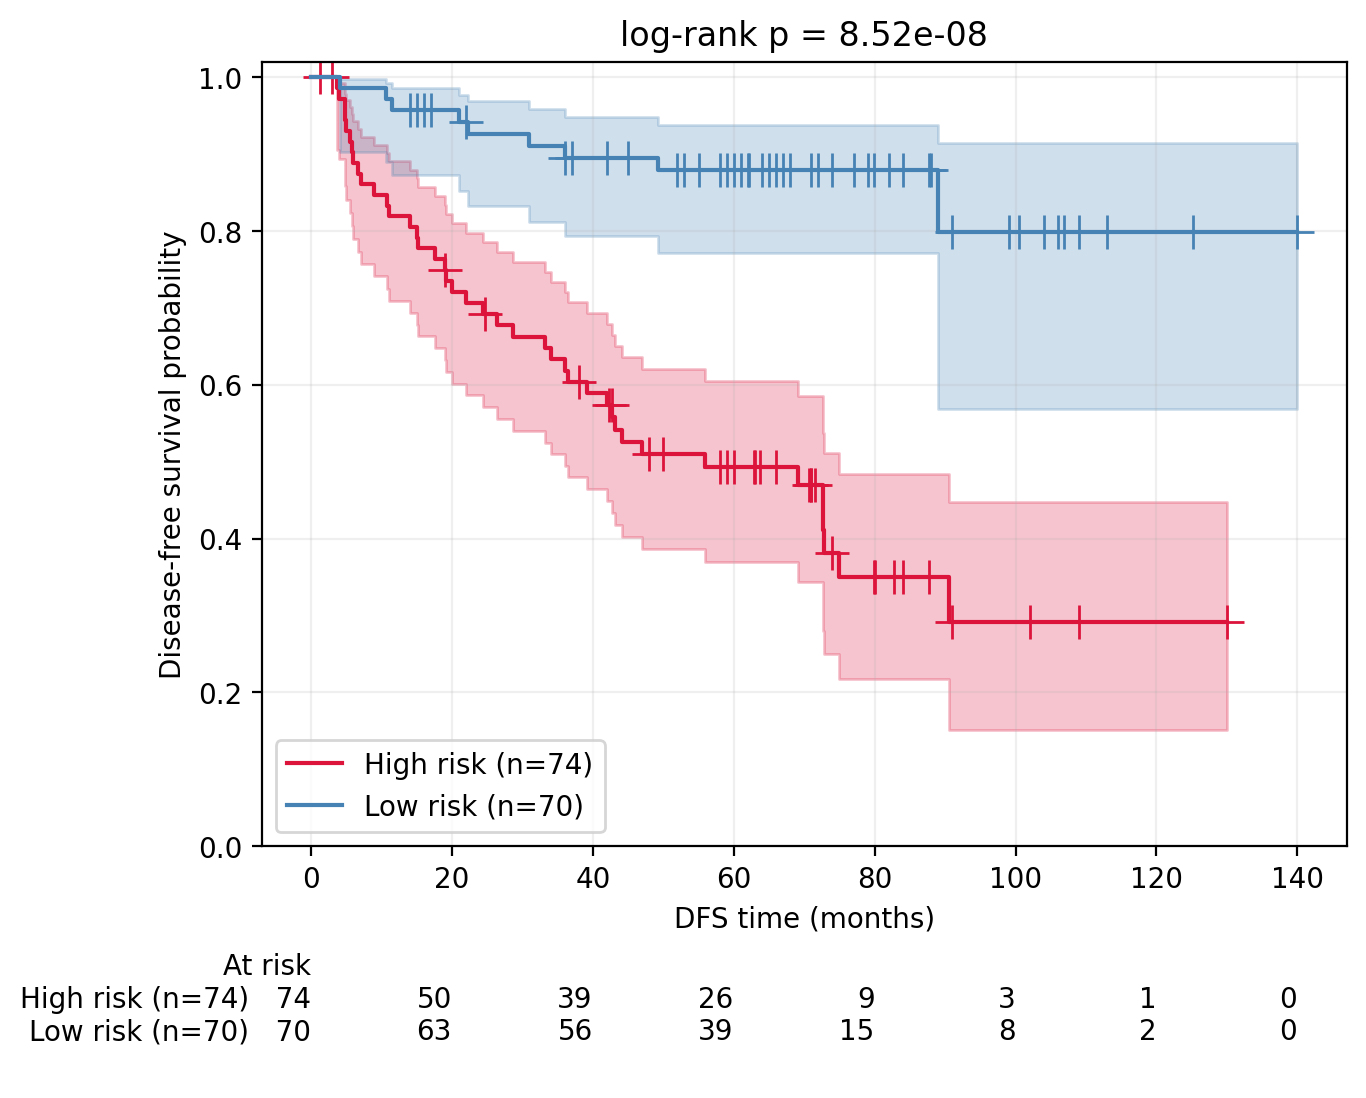 log-rank p = 8.52e-08
Disease-free survival probability
1.0
0.8
0.6
0.4
0.2
0.0
High risk (n=74)
Low risk (n=70)
0 20 40 60 80 100 120 140
DFS time (months)
At risk
High risk (n=74) 74 50 39 26 9 3 1 0
Low risk (n=70) 70 63 56 39 15 8 2 0